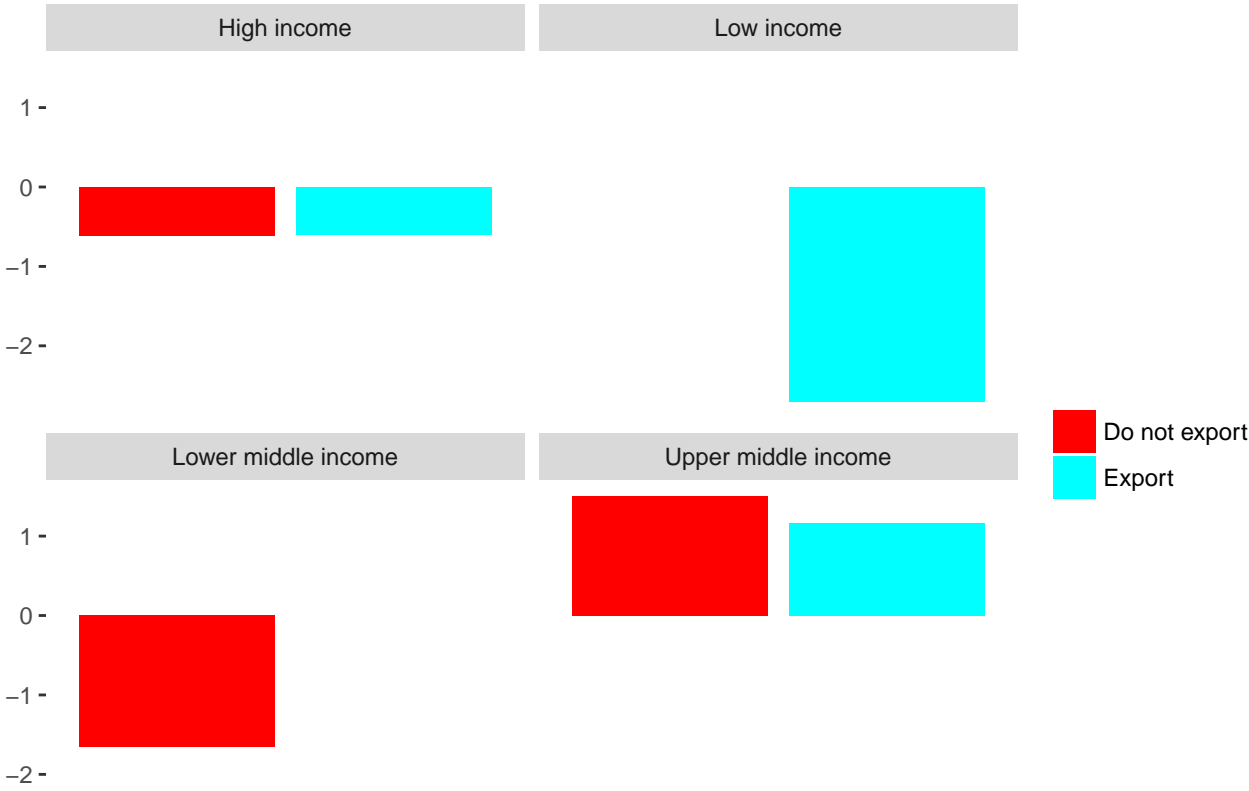 High income
Low income
1
0
−1
−2
Lower middle income
Upper middle income
1
0
−1
−2
Do not export
Export